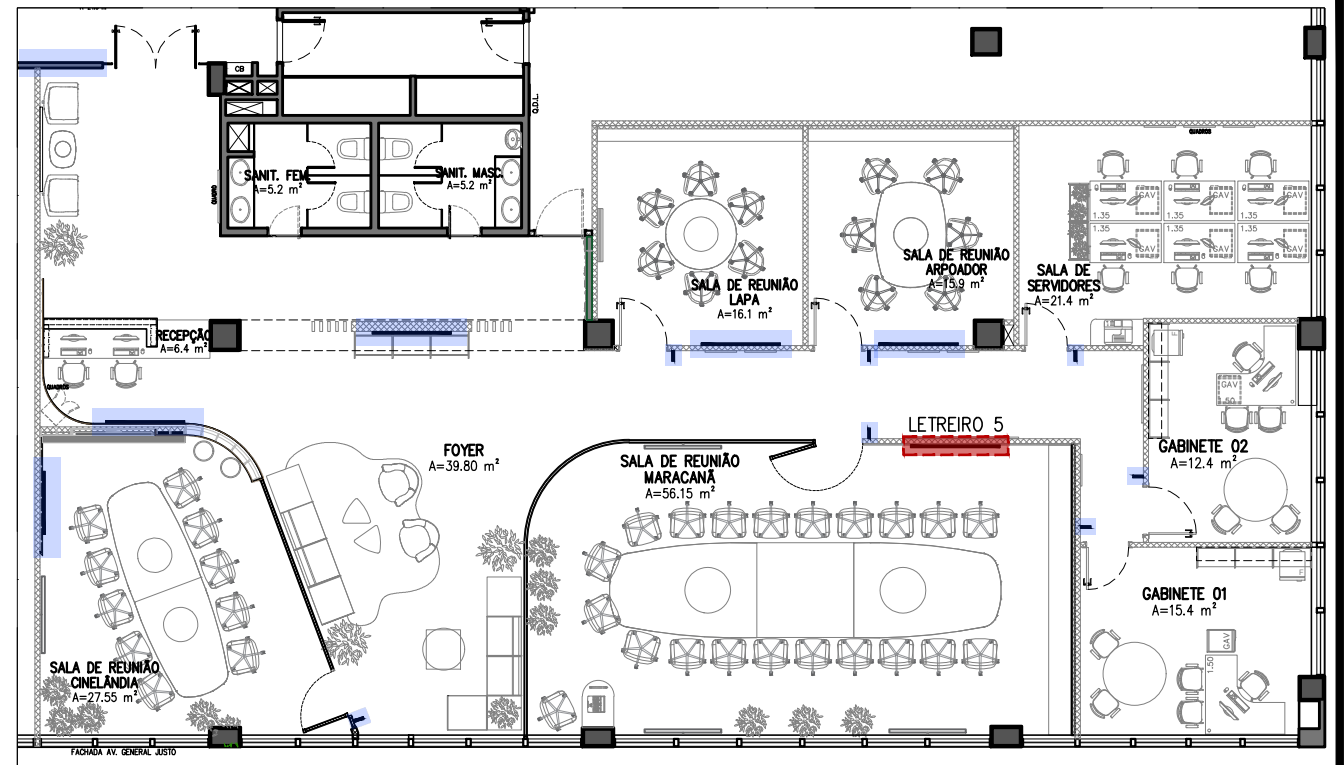 CB
Q.D.L.
QUADROS
SANIT. FEM.
A=5.2 m²
SANIT. MASC.
A=5.2 m²
QUADRO
GAV
GAV
GAV
1.35
1.35
1.35
1.35
1.35
1.35
GAV
GAV
GAV
SALA DE REUNIÃO
ARPOADOR
A=15.9 m²
SALA DE REUNIÃO
LAPA
A=16.1 m²
SALA DE
SERVIDORES
A=21.4 m²
RECEPÇÃO
A=6.4 m²
QUADROS
F
GAV
1.50
LETREIRO 5
FOYER
A=39.80 m²
SALA DE REUNIÃO
MARACANÃ
A=56.15 m²
GABINETE 02
A=12.4 m²
F
GABINETE 01
A=15.4 m²
GAV
1.50
SALA DE REUNIÃO
CINELÂNDIA
A=27.55 m²
FACHADA AV. GENERAL JUSTO